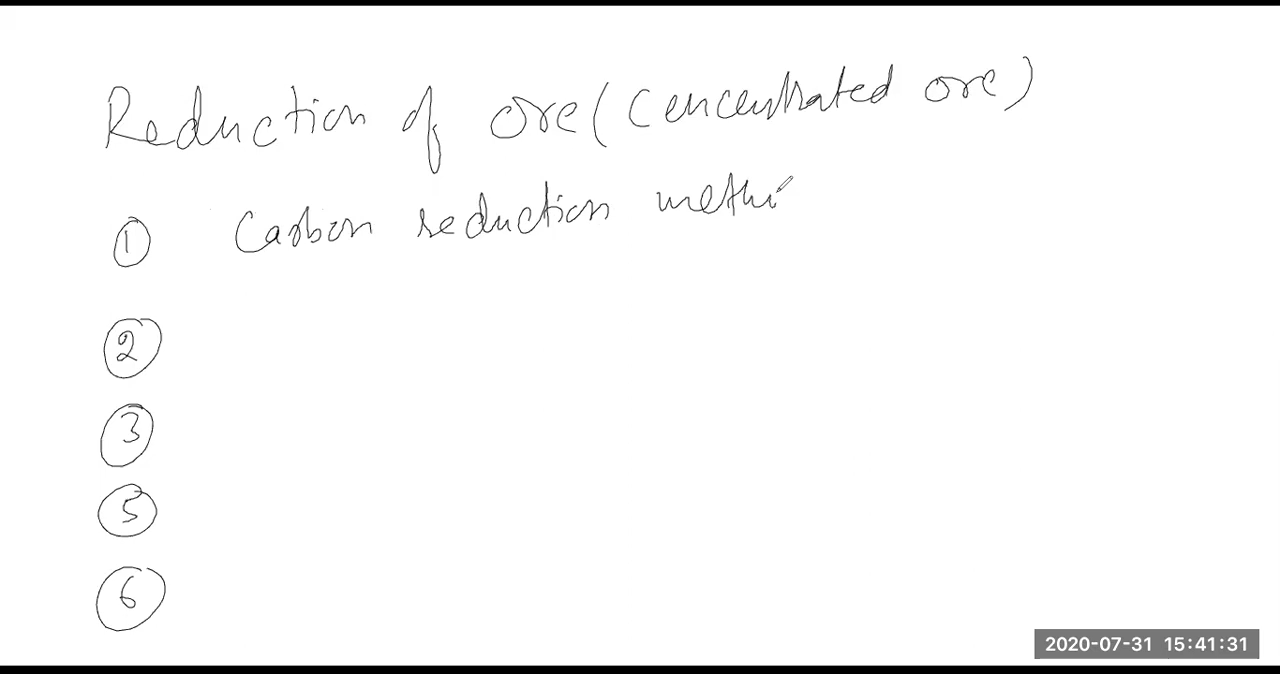 Reduction of ore (Concentrated ore)
① Carbon reduction meth
②
③
⑤
⑥
2020-07-31 15:41:31